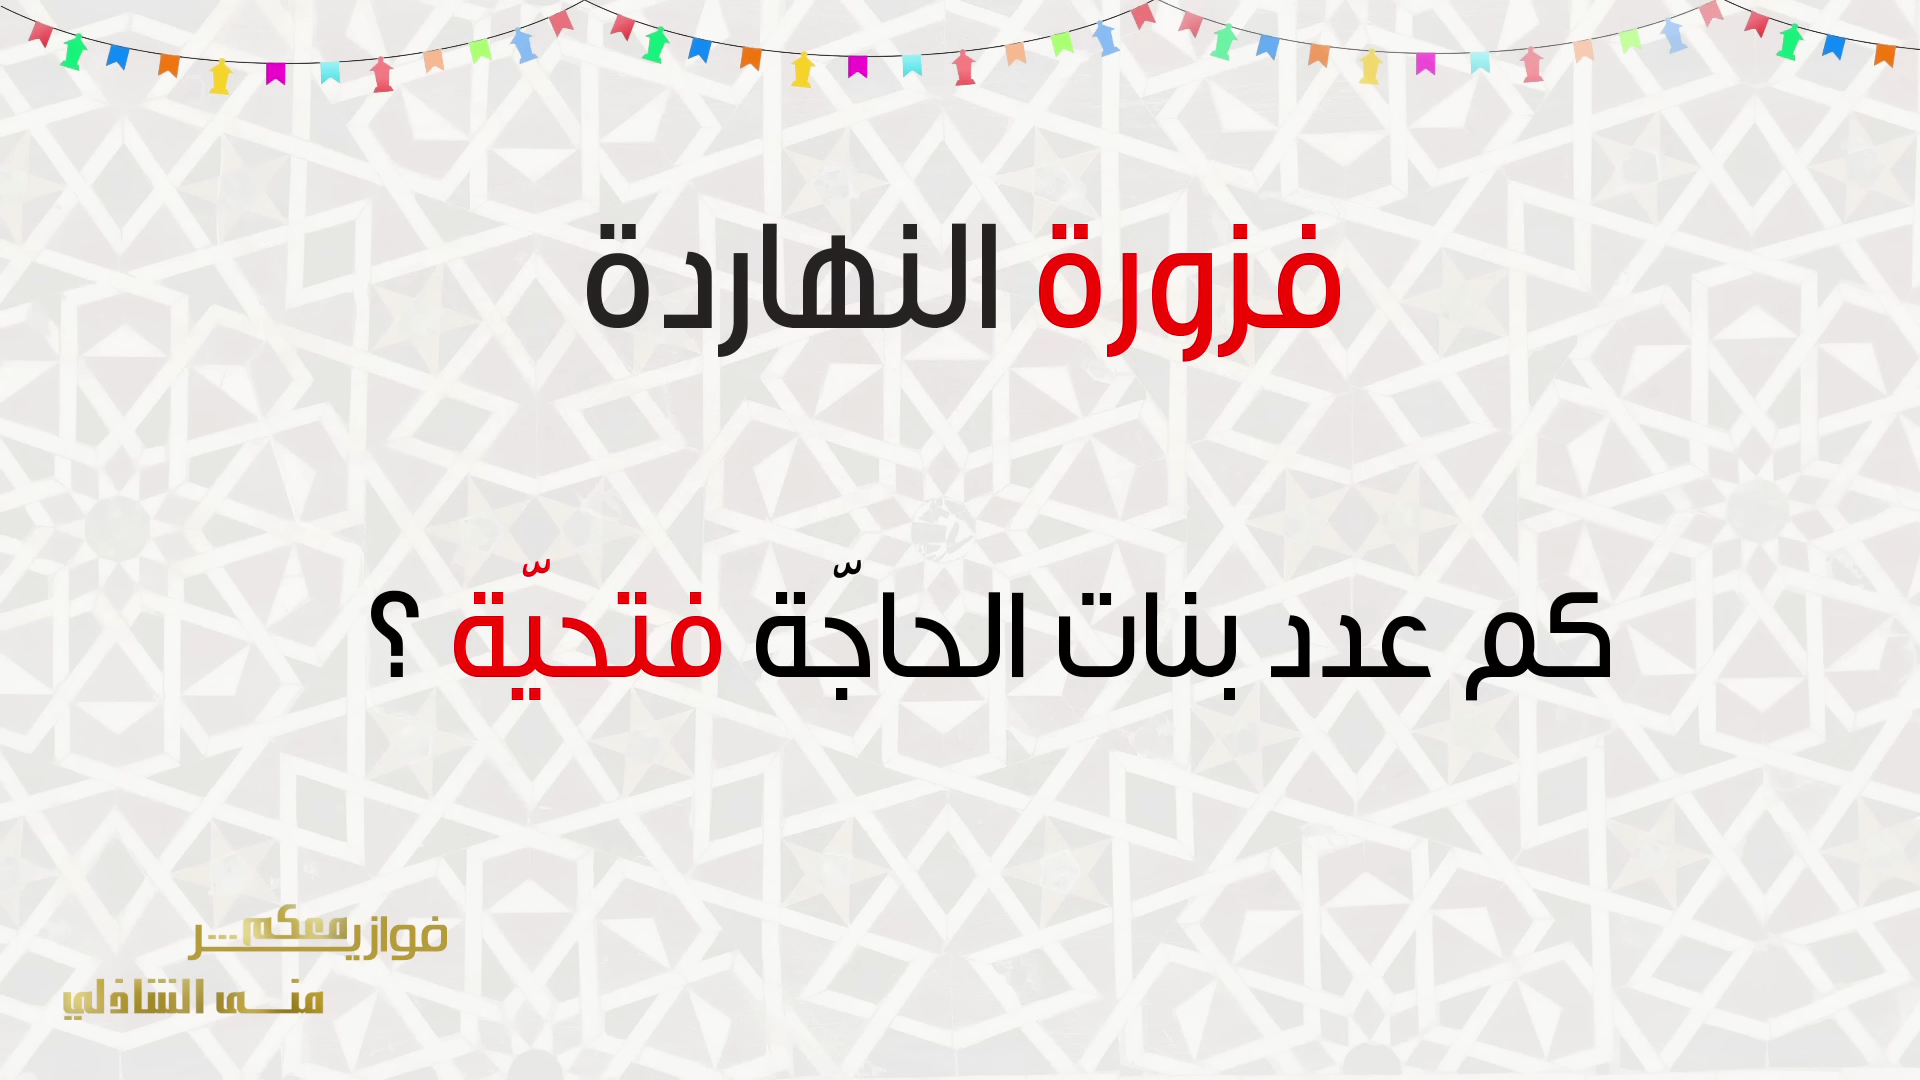 فزورة النهاردة
كم عدد بنات الحاجّة فتحيّة ؟
فوازير معكم
منى الشاذلي